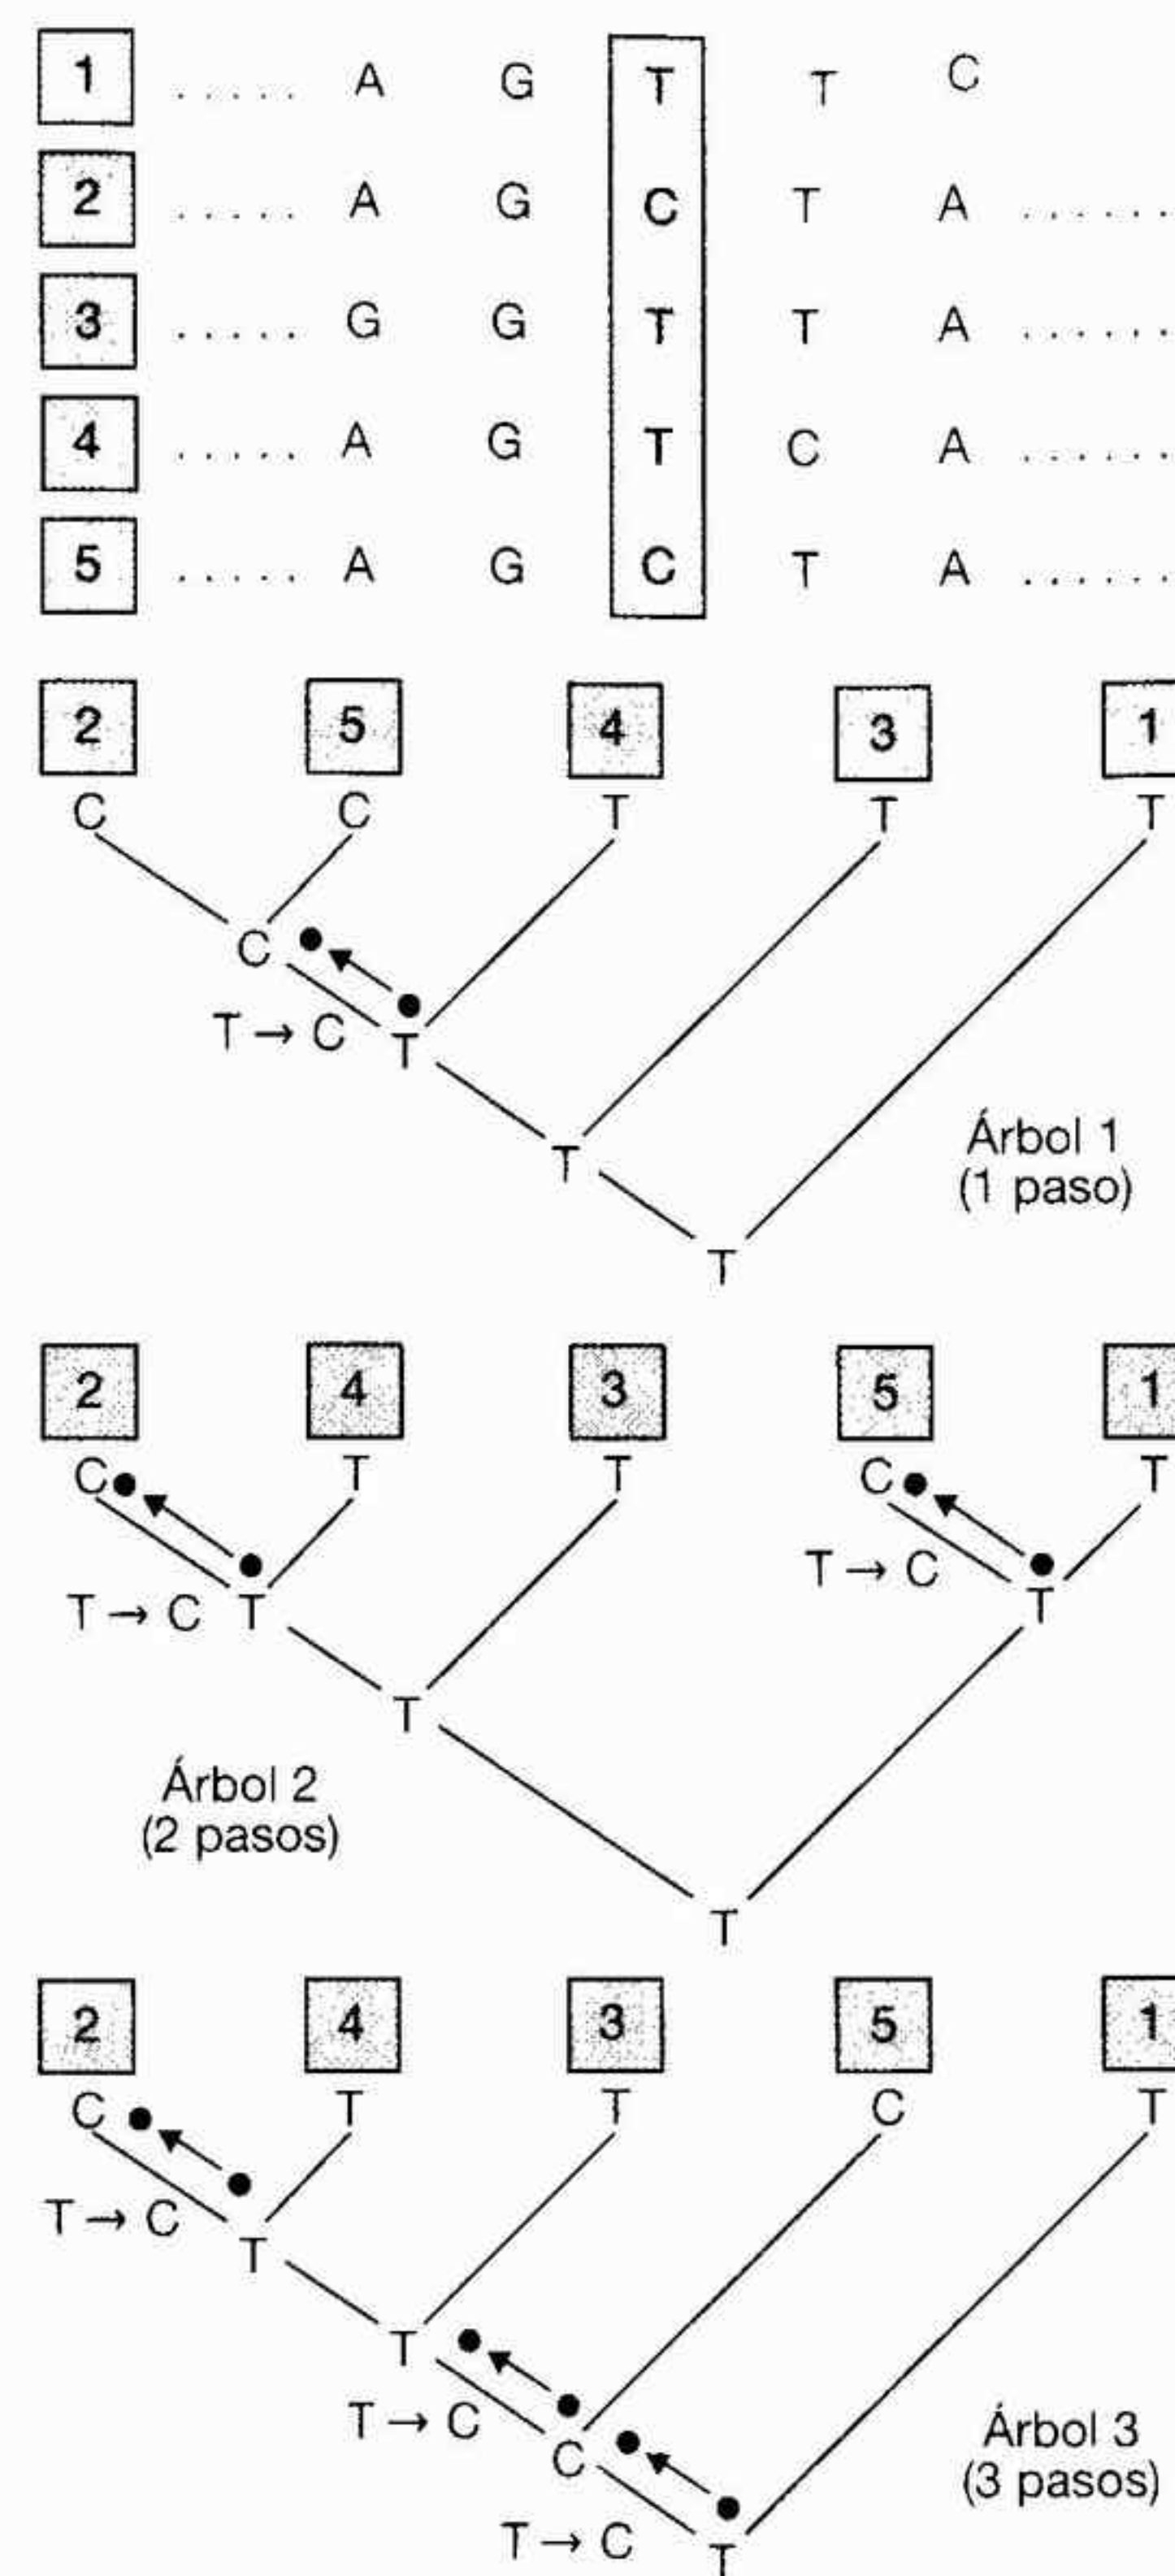 1 ..... A G T T C
2 ..... A G C T A ......
3 ..... G G T T A ......
4 ..... A G T C A ......
5 ..... A G C T A ......
2 5 4 3 1
C C T T T
C
T → C T
T
Árbol 1
(1 paso)
T
2 4 3 5 1
C T T C T
T → C
T → C T
T
T
Árbol 2
(2 pasos)
T
2 4 3 5 1
C T T C T
T → C
T
T
T → C
C
Árbol 3
(3 pasos)
T → C
T